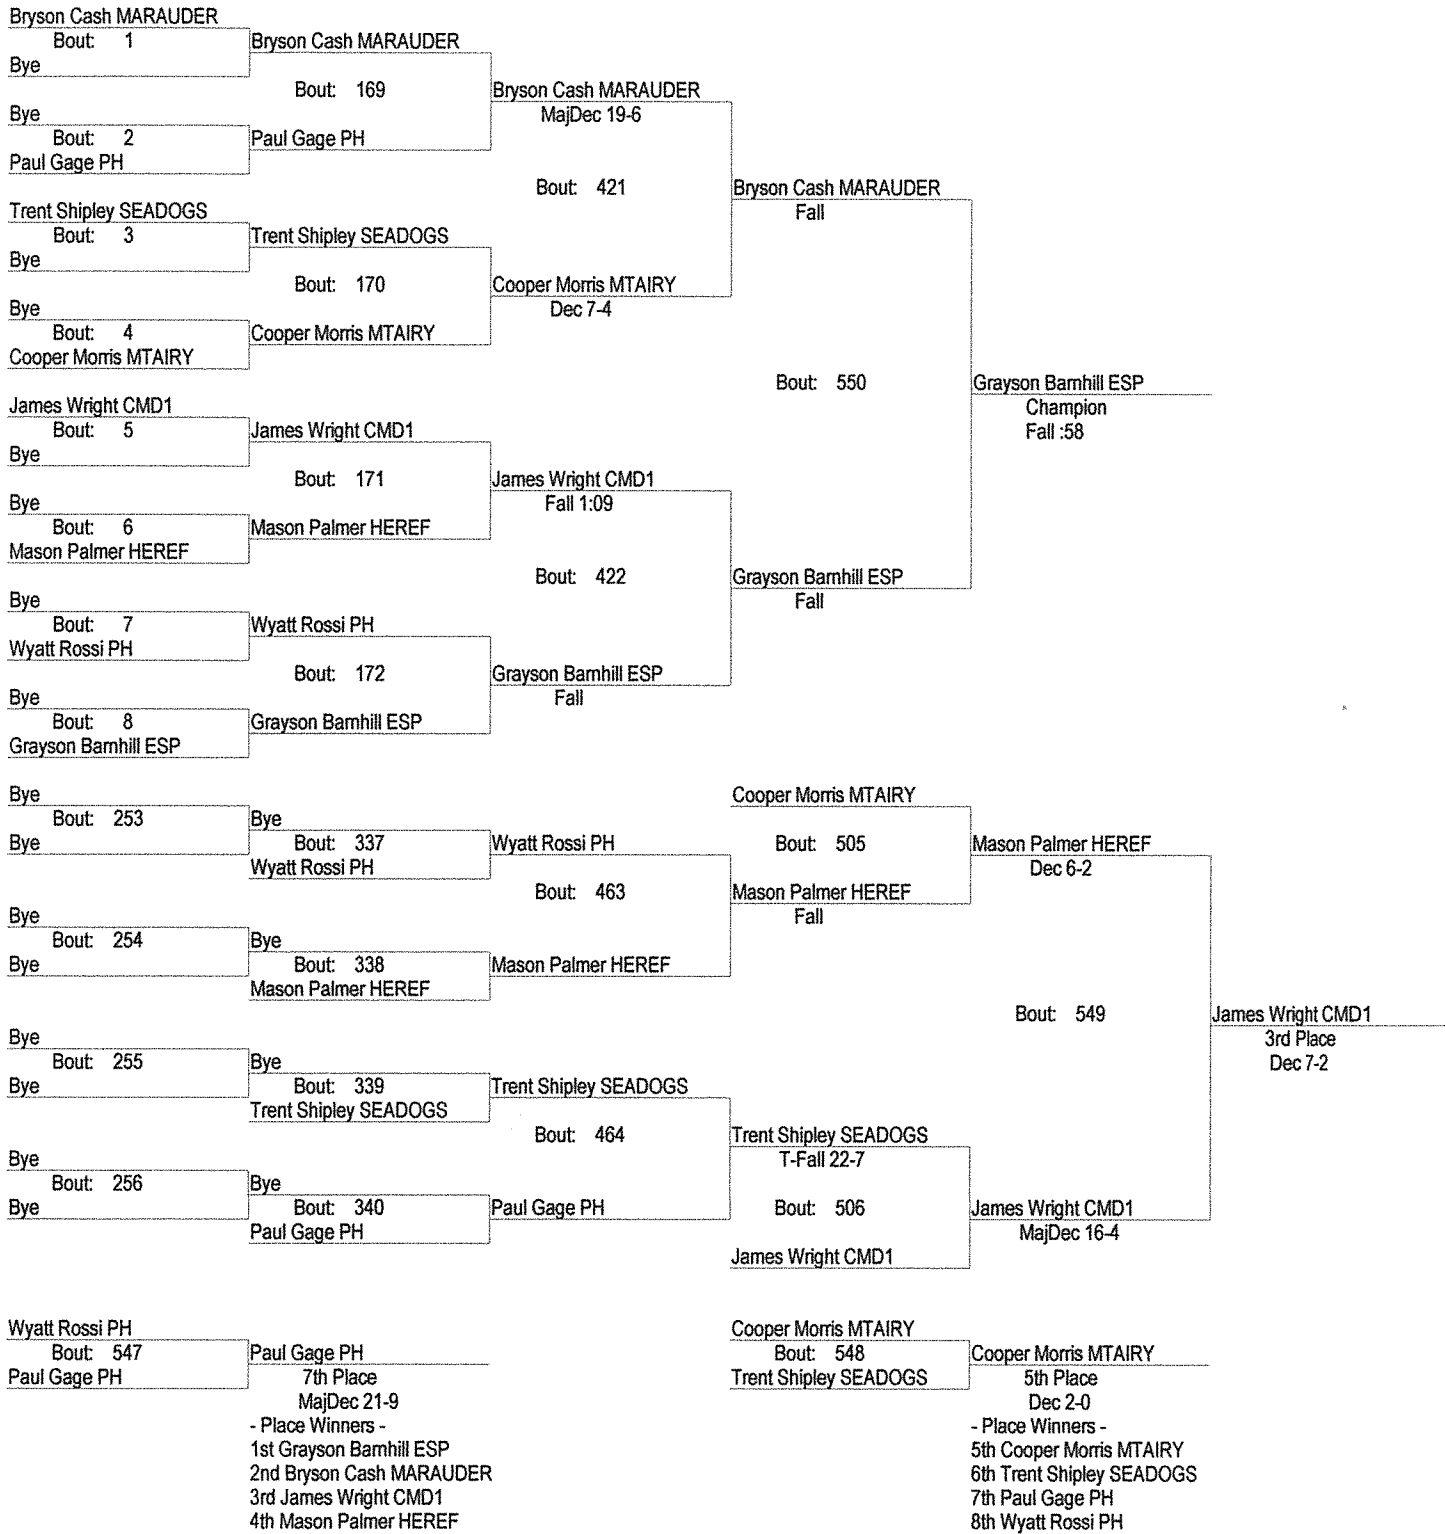 Bryson Cash MARAUDER
Bout: 1
Bye
Bryson Cash MARAUDER
Bout: 169
Bye
Bout: 2
Paul Gage PH
Paul Gage PH
Bryson Cash MARAUDER
MajDec 19-6
Bout: 421
Trent Shipley SEADOGS
Bout: 3
Bye
Trent Shipley SEADOGS
Bout: 170
Bye
Bout: 4
Cooper Morris MTAIRY
Cooper Morris MTAIRY
Cooper Morris MTAIRY
Dec 7-4
Bryson Cash MARAUDER
Fall
Bout: 550
James Wright CMD1
Bout: 5
Bye
James Wright CMD1
Bout: 171
Bye
Bout: 6
Mason Palmer HEREF
Mason Palmer HEREF
James Wright CMD1
Fall 1:09
Bout: 422
Bye
Bout: 7
Wyatt Rossi PH
Wyatt Rossi PH
Bout: 172
Bye
Bout: 8
Grayson Barnhill ESP
Grayson Barnhill ESP
Grayson Barnhill ESP
Fall
Grayson Barnhill ESP
Fall
Grayson Barnhill ESP
Champion
Fall :58
Bye
Bout: 253
Bye
Bye
Bout: 337
Wyatt Rossi PH
Wyatt Rossi PH
Bout: 463
Bye
Bout: 254
Bye
Bye
Bout: 338
Mason Palmer HEREF
Mason Palmer HEREF
Cooper Morris MTAIRY
Bout: 505
Mason Palmer HEREF
Fall
Mason Palmer HEREF
Dec 6-2
Bout: 549
Bye
Bout: 255
Bye
Bye
Bout: 339
Trent Shipley SEADOGS
Trent Shipley SEADOGS
Bout: 464
Bye
Bout: 256
Bye
Bye
Bout: 340
Paul Gage PH
Paul Gage PH
Trent Shipley SEADOGS
T-Fall 22-7
Bout: 506
James Wright CMD1
James Wright CMD1
MajDec 16-4
James Wright CMD1
3rd Place
Dec 7-2
Wyatt Rossi PH
Bout: 547
Paul Gage PH
Paul Gage PH
7th Place
MajDec 21-9
- Place Winners -
1st Grayson Barnhill ESP
2nd Bryson Cash MARAUDER
3rd James Wright CMD1
4th Mason Palmer HEREF
Cooper Morris MTAIRY
Bout: 548
Trent Shipley SEADOGS
Cooper Morris MTAIRY
5th Place
Dec 2-0
- Place Winners -
5th Cooper Morris MTAIRY
6th Trent Shipley SEADOGS
7th Paul Gage PH
8th Wyatt Rossi PH